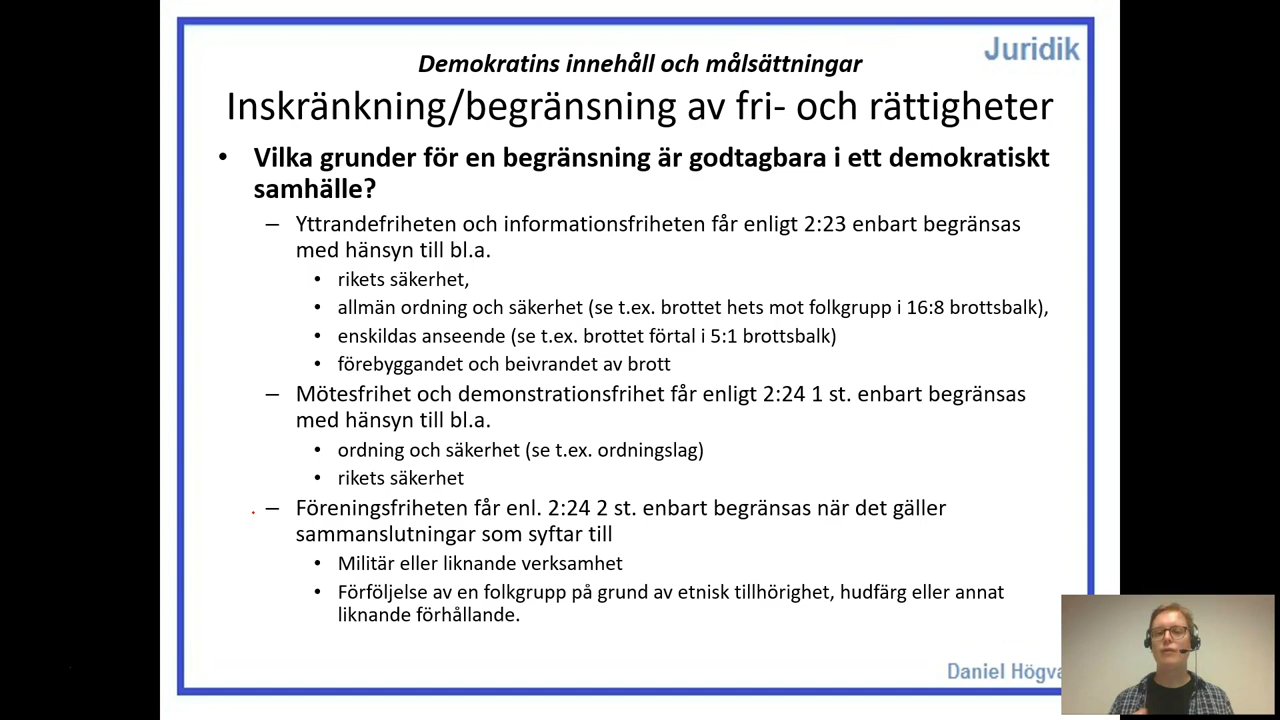 Juridik
Demokratins innehåll och målsättningar
Inskränkning/begränsning av fri- och rättigheter
• Vilka grunder för en begränsning är godtagbara i ett demokratiskt
samhälle?
– Yttrandefriheten och informationsfriheten får enligt 2:23 enbart begränsas
med hänsyn till bl.a.
• rikets säkerhet,
• allmän ordning och säkerhet (se t.ex. brottet hets mot folkgrupp i 16:8 brottsbalk),
• enskildas anseende (se t.ex. brottet förtal i 5:1 brottsbalk)
• förebyggandet och beivrandet av brott
– Mötesfrihet och demonstrationsfrihet får enligt 2:24 1 st. enbart begränsas
med hänsyn till bl.a.
• ordning och säkerhet (se t.ex. ordningslag)
• rikets säkerhet
– Föreningsfriheten får enl. 2:24 2 st. enbart begränsas när det gäller
sammanslutningar som syftar till
• Militär eller liknande verksamhet
• Förföljelse av en folkgrupp på grund av etnisk tillhörighet, hudfärg eller annat
liknande förhållande.
Daniel